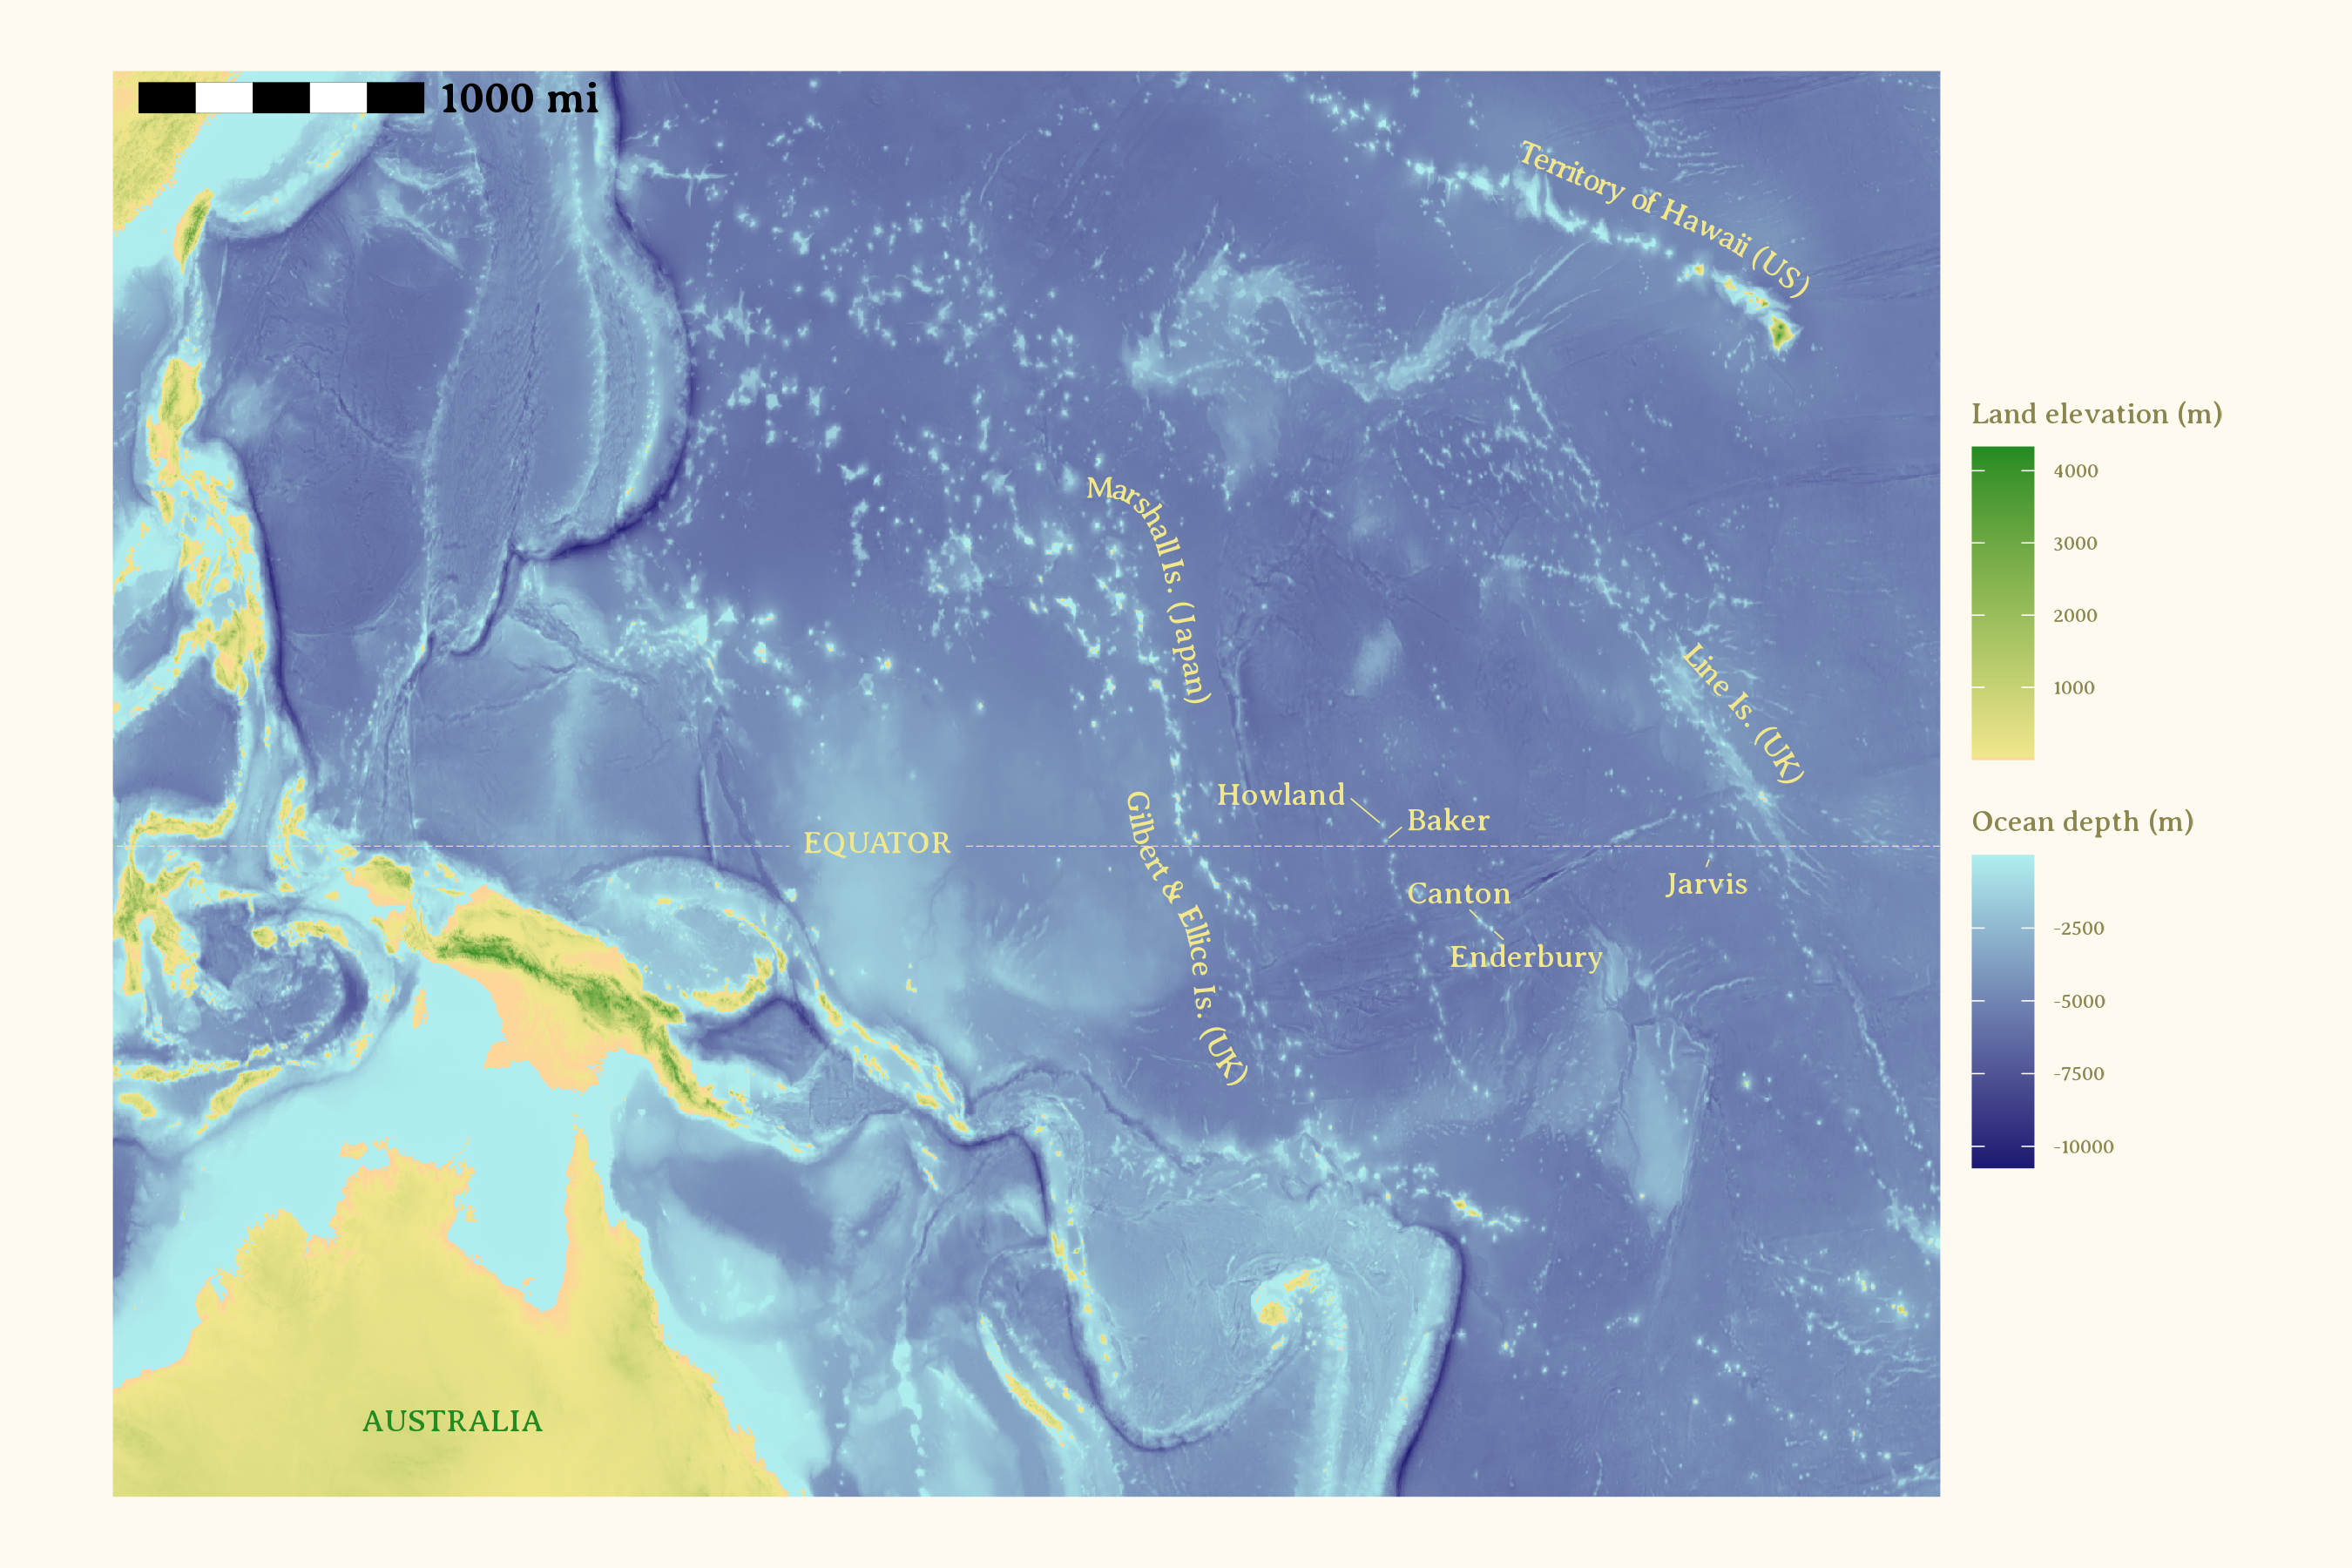 1000 mi
Territory of Hawaii (US)
Land elevation (m)
4000
3000
2000
1000
Marshall Is. (Japan)
Line Is. (UK)
Howland
Baker
Gilbert & Ellice Is. (UK)
EQUATOR
Canton
Jarvis
Enderbury
Ocean depth (m)
-2500
-5000
-7500
-10000
AUSTRALIA